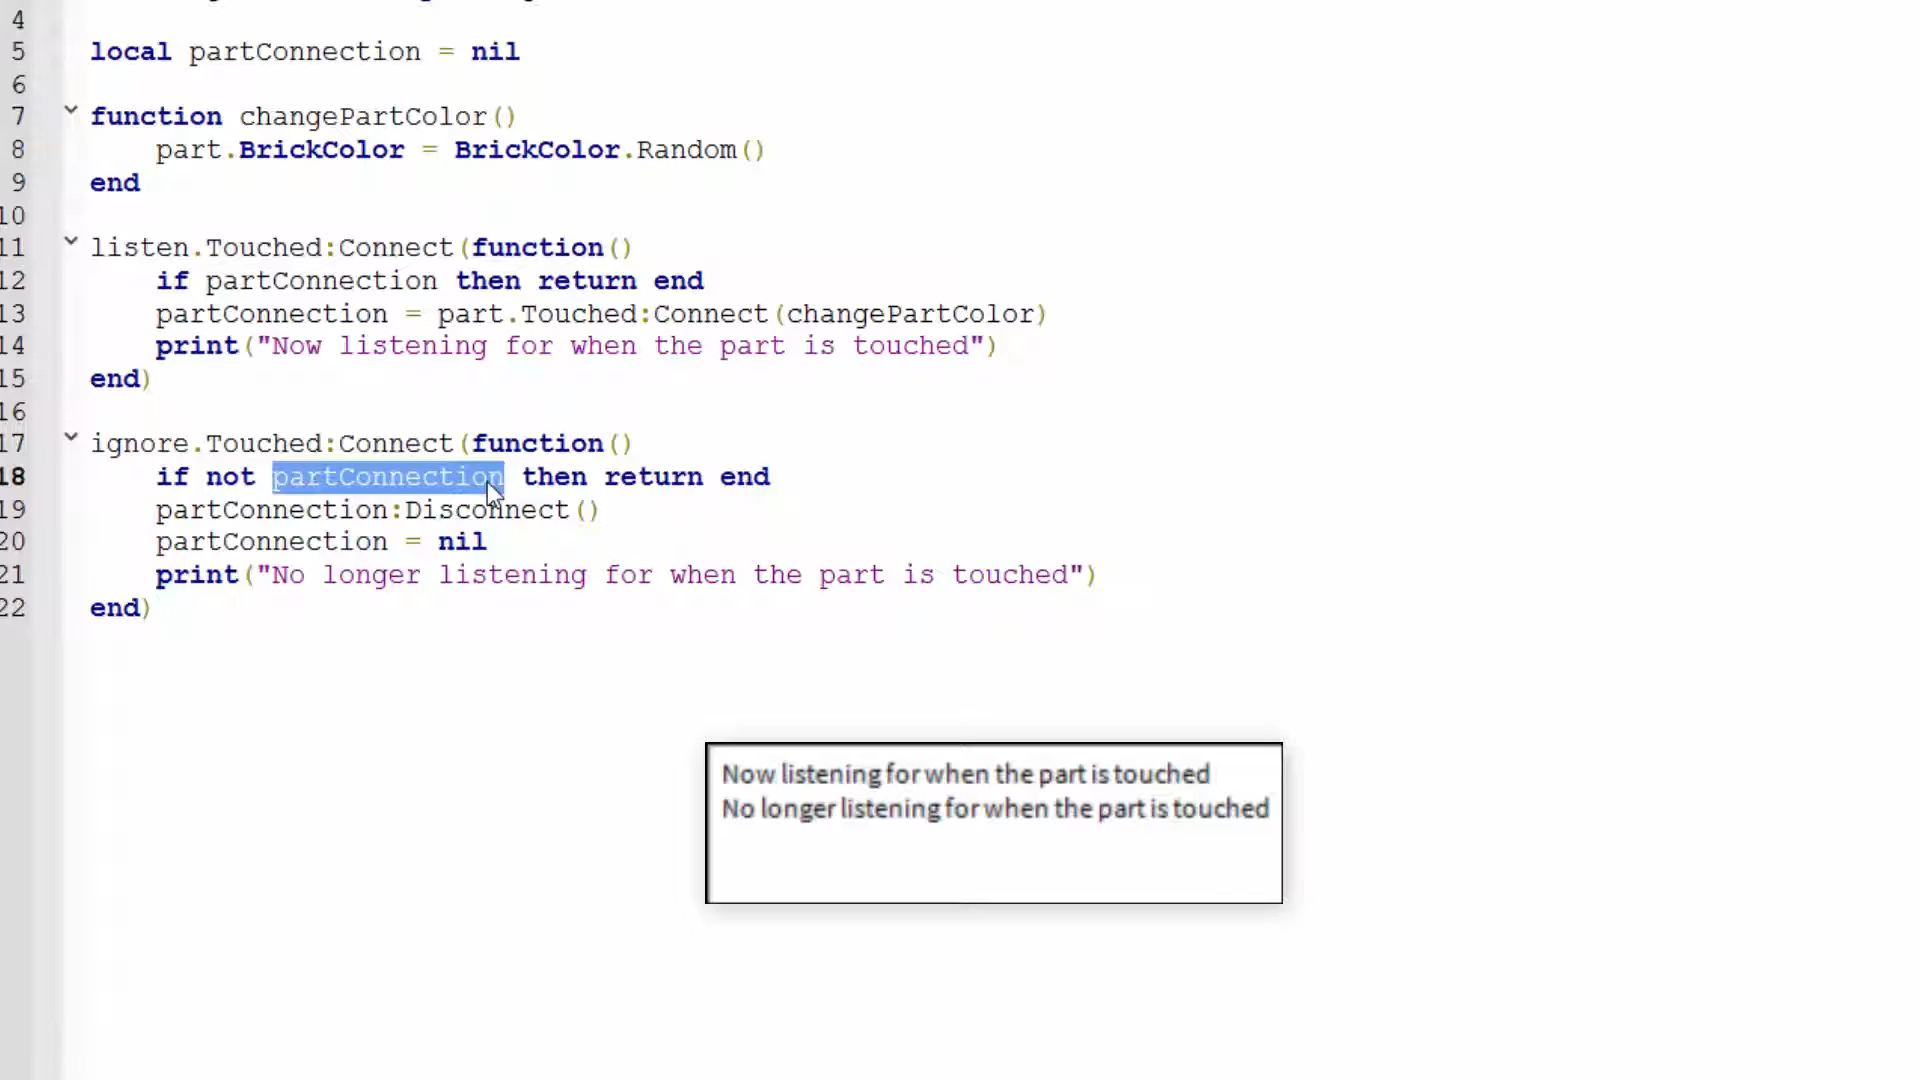 4
5 local partConnection = nil
6
7 function changePartColor()
8 part.BrickColor = BrickColor.Random()
9 end
10
11 listen.Touched:Connect(function()
12 if partConnection then return end
13 partConnection = part.Touched:Connect(changePartColor)
14 print("Now listening for when the part is touched")
15 end)
16
17 ignore.Touched:Connect(function()
18 if not partConnection then return end
19 partConnection:Disconnect()
20 partConnection = nil
21 print("No longer listening for when the part is touched")
22 end)
Now listening for when the part is touched
No longer listening for when the part is touched